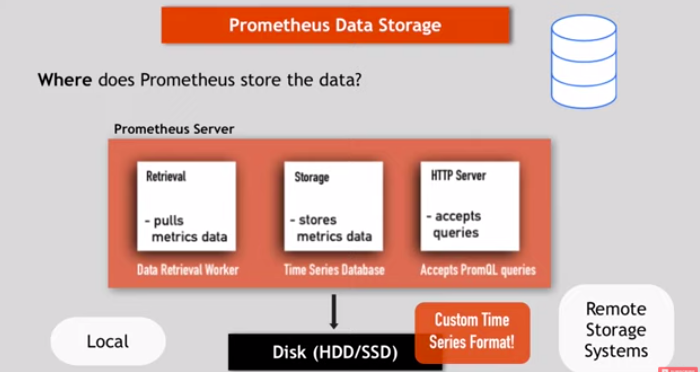 Prometheus Data Storage
Where does Prometheus store the data?
Prometheus Server
Retrieval
- pulls
metrics data
Data Retrieval Worker
Storage
- stores
metrics data
Time Series Database
HTTP Server
- accepts
queries
Accepts PromQL queries
Local
Disk (HDD/SSD)
Custom Time
Series Format!
Remote
Storage
Systems